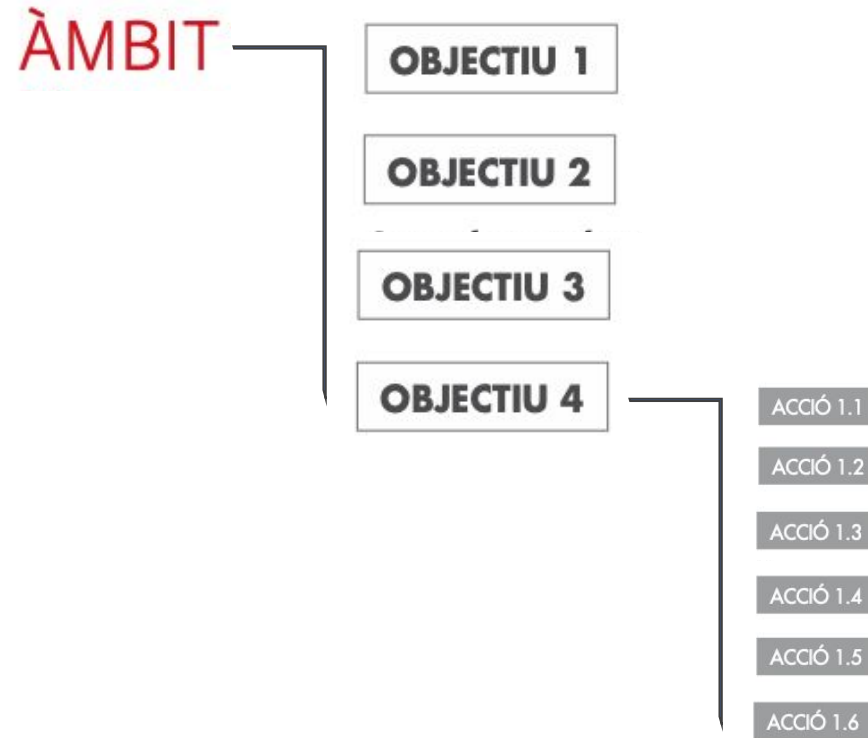 ÀMBIT
OBJECTIU 1
OBJECTIU 2
OBJECTIU 3
OBJECTIU 4
ACCIÓ 1.1
ACCIÓ 1.2
ACCIÓ 1.3
ACCIÓ 1.4
ACCIÓ 1.5
ACCIÓ 1.6